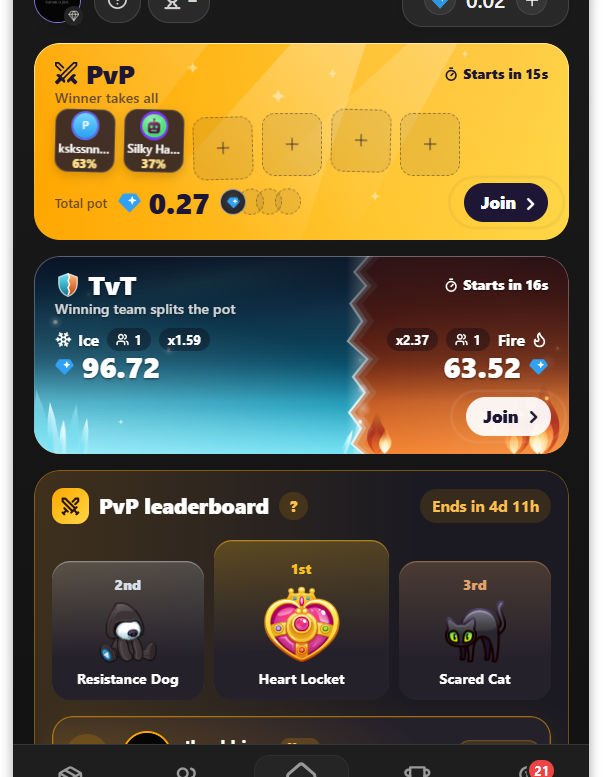 0.02 +
PvP
Starts in 15s
Winner takes all
P
kskssnn...
63%
Silky Ha...
37%
+ + + +
Total pot 0.27
Join
TvT
Starts in 16s
Winning team splits the pot
Ice 1 x1.59
x2.37 1 Fire
96.72
63.52
Join
PvP leaderboard ?
Ends in 4d 11h
2nd
1st
3rd
Resistance Dog
Heart Locket
Scared Cat
21